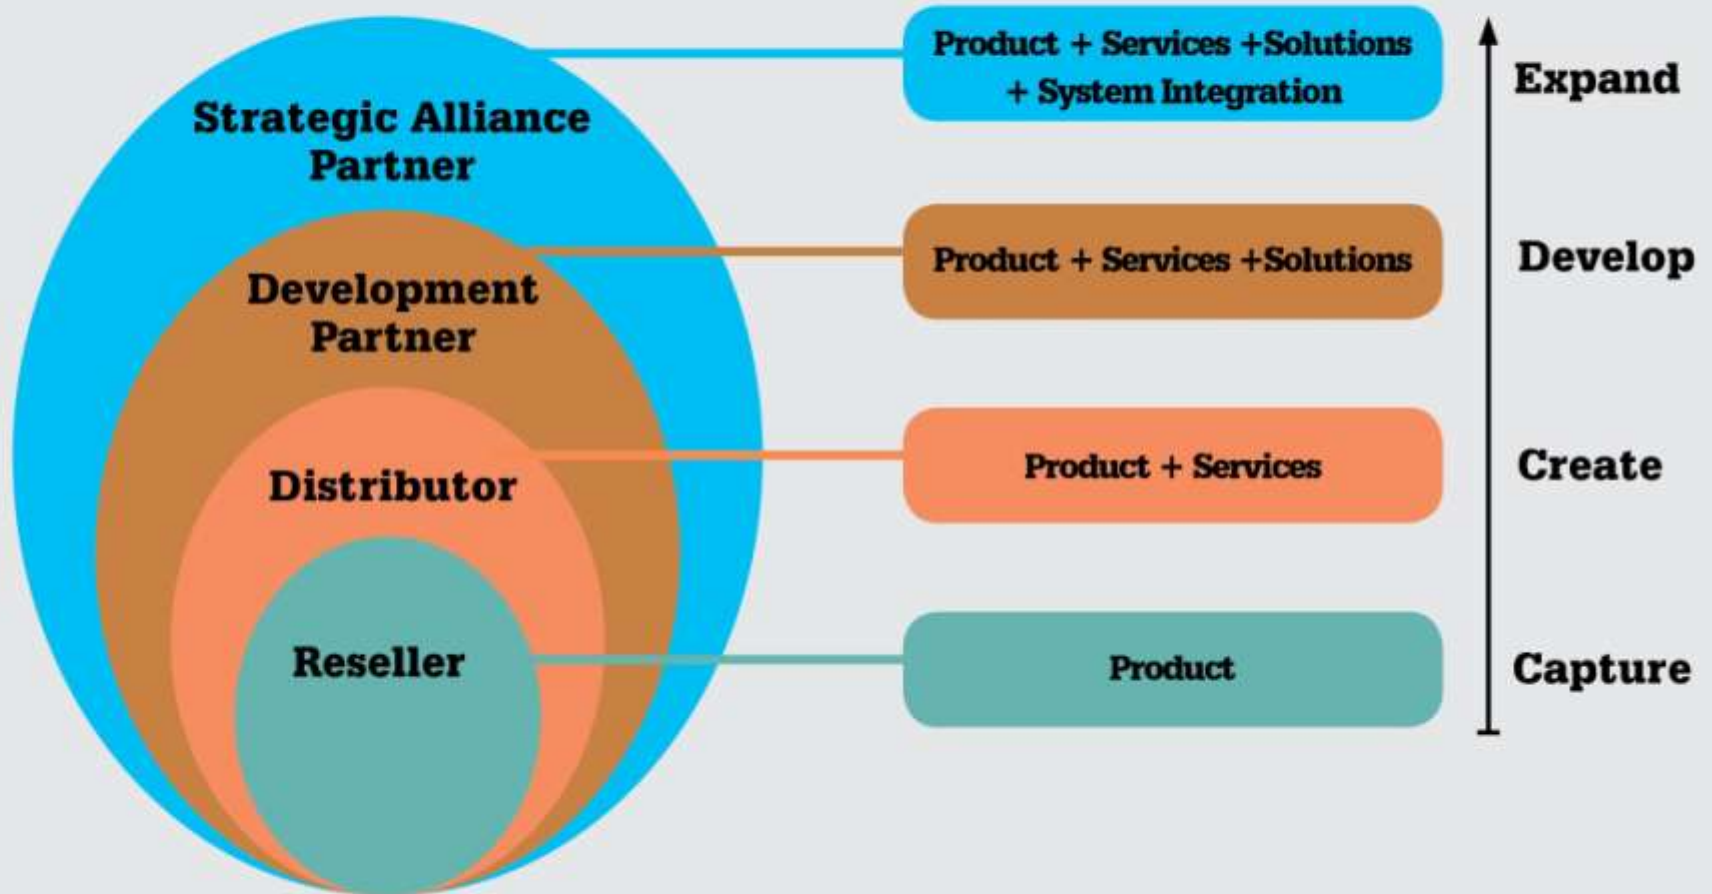 Strategic Alliance
Partner
Product + Services +Solutions
+ System Integration
Expand
Development
Partner
Product + Services +Solutions
Develop
Distributor
Product + Services
Create
Reseller
Product
Capture